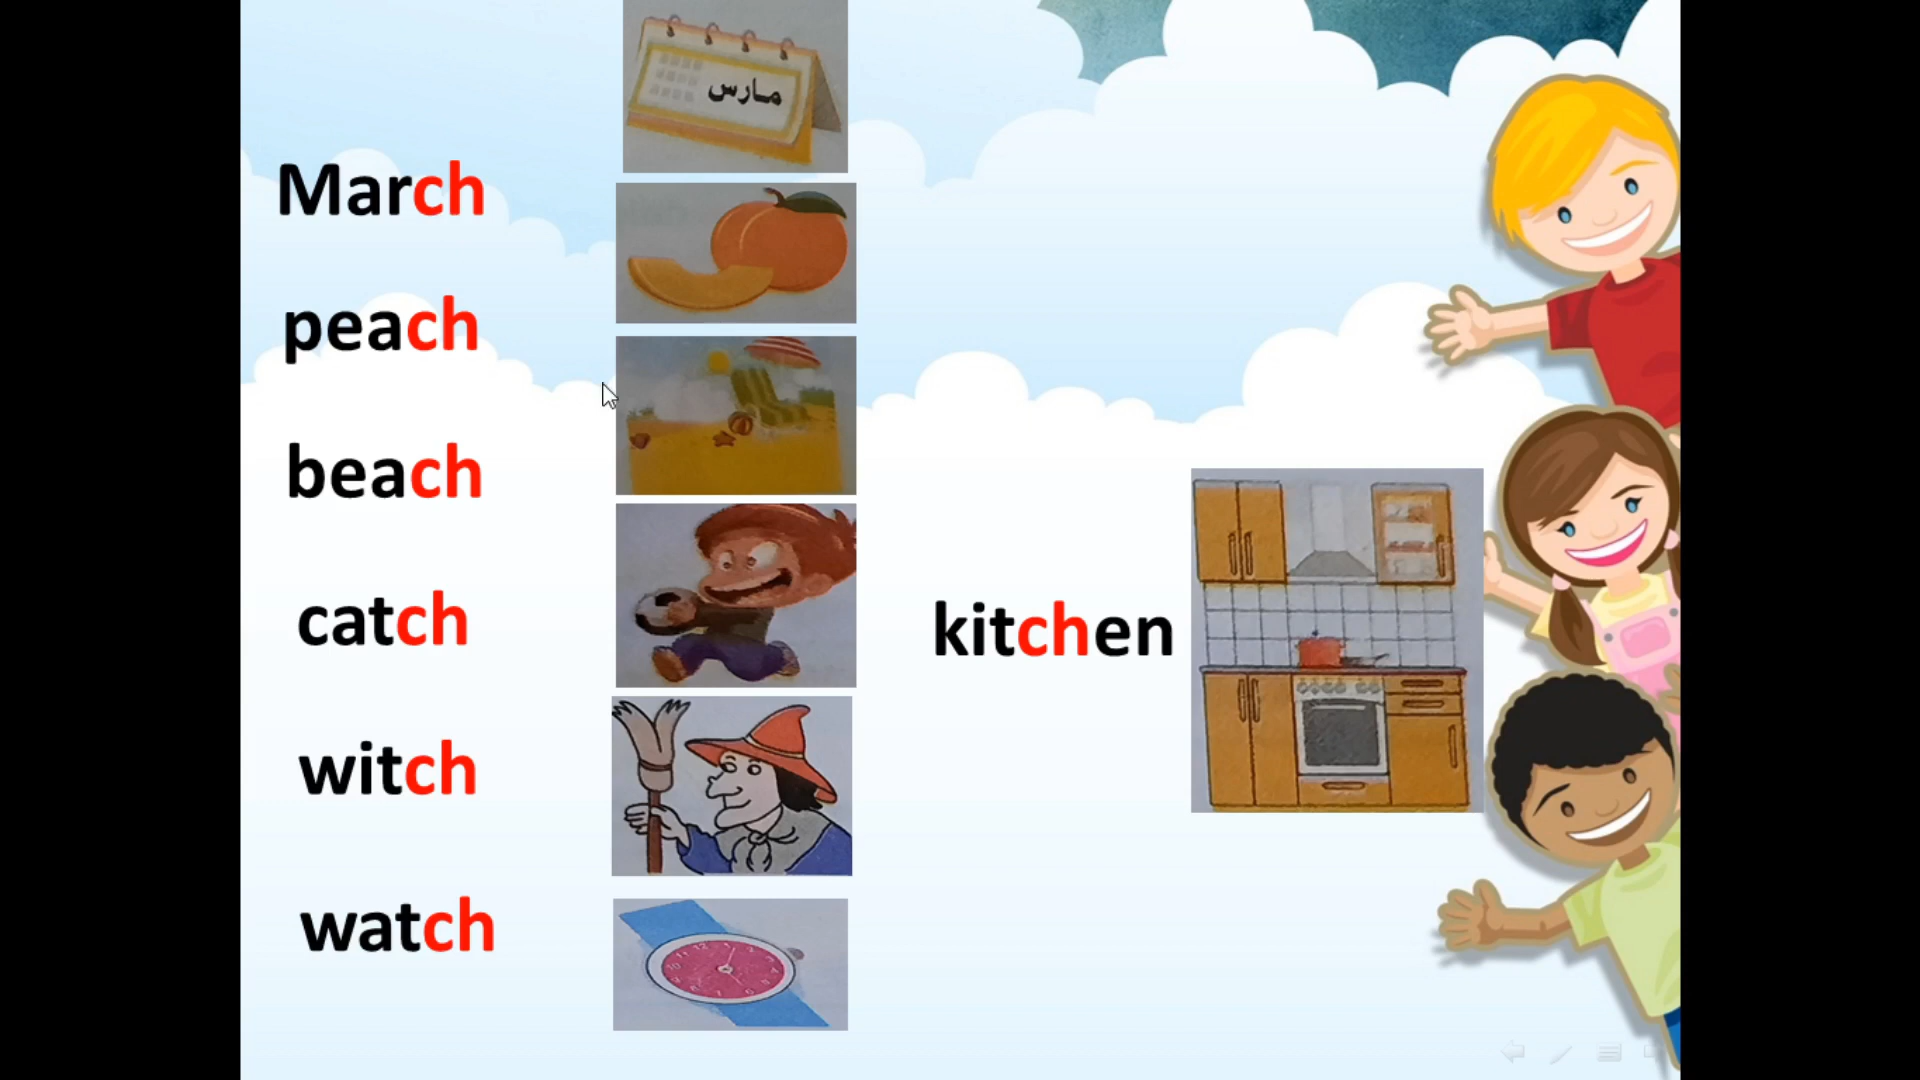 مارس
March
peach
beach
catch
kitchen
witch
watch